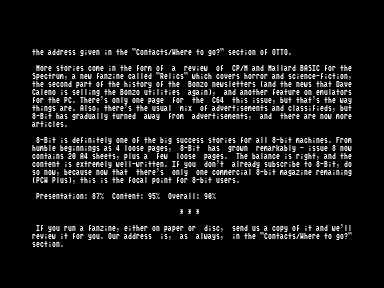 the address given in the "Contacts/Where to go?" section of OTTO.
More stories come in the form of a review of CP/M and Mallard BASIC for the
Spectrum, a new fanzine called "Relics" which covers horror and science-fiction,
the second part of the history of the Bonzo newsletters (and the news that Dave
Caleno is selling the Bonzo utilities again), and another feature on emulators
for the PC. There's only one page for the C64 this issue, but that's the way
things are. Also, there's the usual mix of advertisements and classifieds, but
8-Bit has gradually turned away from advertisements, and there are now more
articles.
8-Bit is definitely one of the big success stories for all 8-bit machines. From
humble beginnings as 4 loose pages, 8-Bit has grown remarkably - issue 8 now
contains 20 A4 sheets, plus a few loose pages. The balance is right, and the
content is extremely well-written. If you don't already subscribe to 8-Bit, do
so now, because now that there's only one commercial 8-bit magazine remaining
(PCW Plus), this is the focal point for 8-bit users.
Presentation: 87% Content: 95% Overall: 90%
* * *
If you run a fanzine, either on paper or disc, send us a copy of it and we'll
review it for you. Our address is, as always, in the "Contacts/Where to go?"
section.